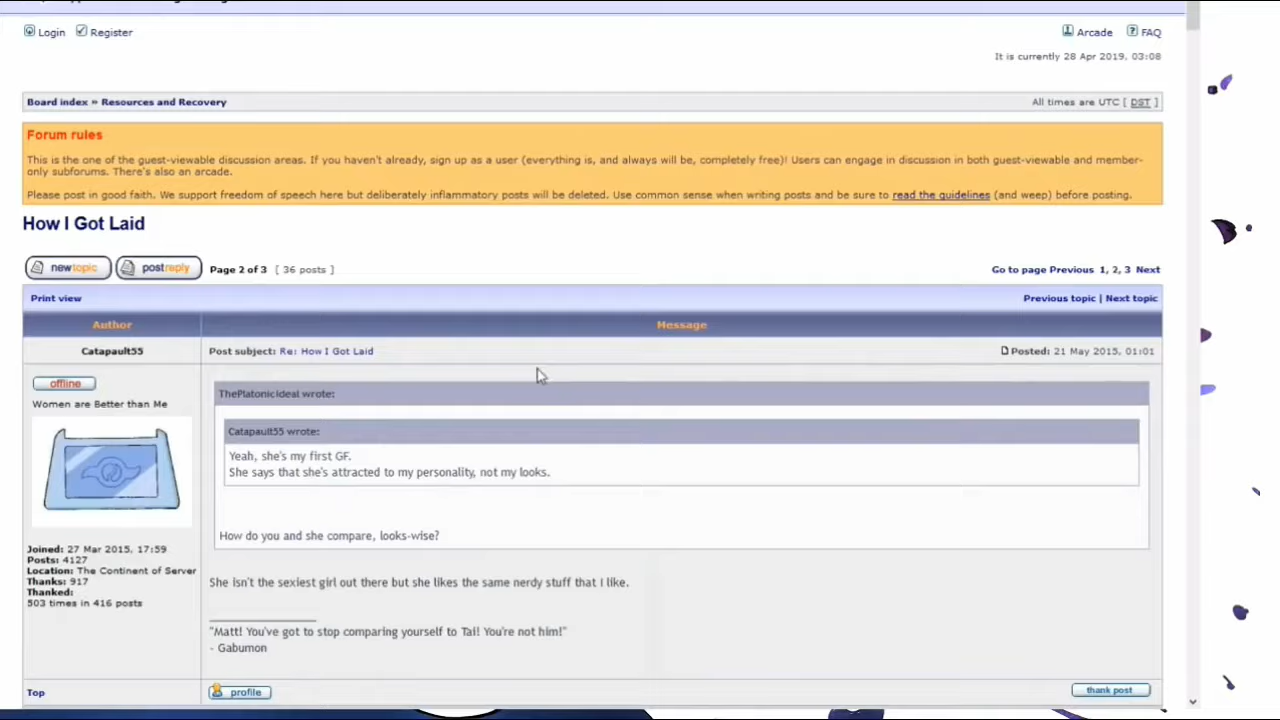 Login Register
Arcade FAQ
It is currently 28 Apr 2019, 03:08
Board index » Resources and Recovery
All times are UTC [ DST ]
Forum rules
This is the one of the guest-viewable discussion areas. If you haven't already, sign up as a user (everything is, and always will be, completely free)! Users can engage in discussion in both guest-viewable and member-
only subforums. There's also an arcade.
Please post in good faith. We support freedom of speech here but deliberately inflammatory posts will be deleted. Use common sense when writing posts and be sure to read the guidelines (and weep) before posting.
How I Got Laid
newtopic postreply Page 2 of 3 [ 36 posts ]
Go to page Previous 1, 2, 3 Next
Print view
Previous topic | Next topic
Author
Message
Catapault55
Post subject: Re: How I Got Laid
Posted: 21 May 2015, 01:01
offline
Women are Better than Me
Joined: 27 Mar 2015, 17:59
Posts: 4127
Location: The Continent of Server
Thanks: 917
Thanked:
503 times in 416 posts
ThePlatonicIdeal wrote:
Catapault55 wrote:
Yeah, she's my first GF.
She says that she's attracted to my personality, not my looks.
How do you and she compare, looks-wise?
She isn't the sexiest girl out there but she likes the same nerdy stuff that I like.
"Matt! You've got to stop comparing yourself to Tai! You're not him!"
- Gabumon
Top
profile
thank post